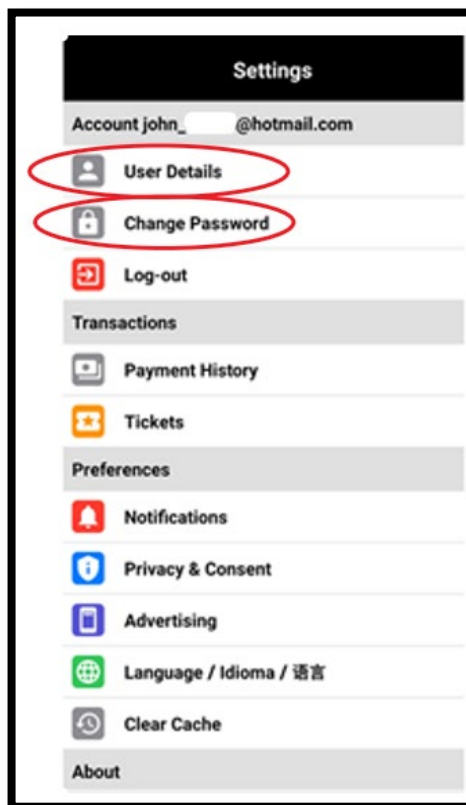 Settings
Account john_ @hotmail.com
User Details
Change Password
Log-out
Transactions
Payment History
Tickets
Preferences
Notifications
Privacy & Consent
Advertising
Language / Idioma / 语言
Clear Cache
About